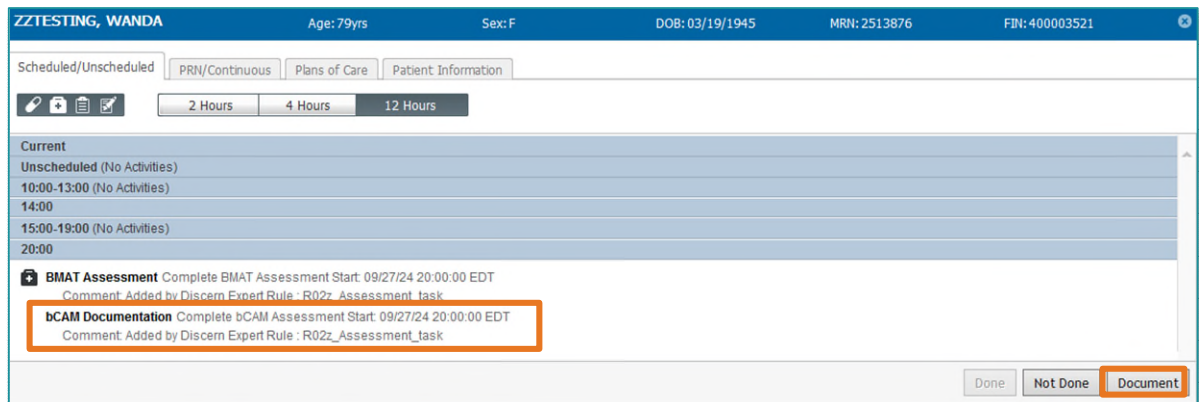 ZZTESTING, WANDA Age: 79yrs Sex: F DOB: 03/19/1945 MRN: 2513876 FIN: 400003521
Scheduled/Unscheduled PRN/Continuous Plans of Care Patient Information
2 Hours 4 Hours 12 Hours
Current
Unscheduled (No Activities)
10:00-13:00 (No Activities)
14:00
15:00-19:00 (No Activities)
20:00
BMAT Assessment Complete BMAT Assessment Start: 09/27/24 20:00:00 EDT
Comment: Added by Discern Expert Rule : R02z_Assessment_task
bCAM Documentation Complete bCAM Assessment Start: 09/27/24 20:00:00 EDT
Comment: Added by Discern Expert Rule : R02z_Assessment_task
Done Not Done Document